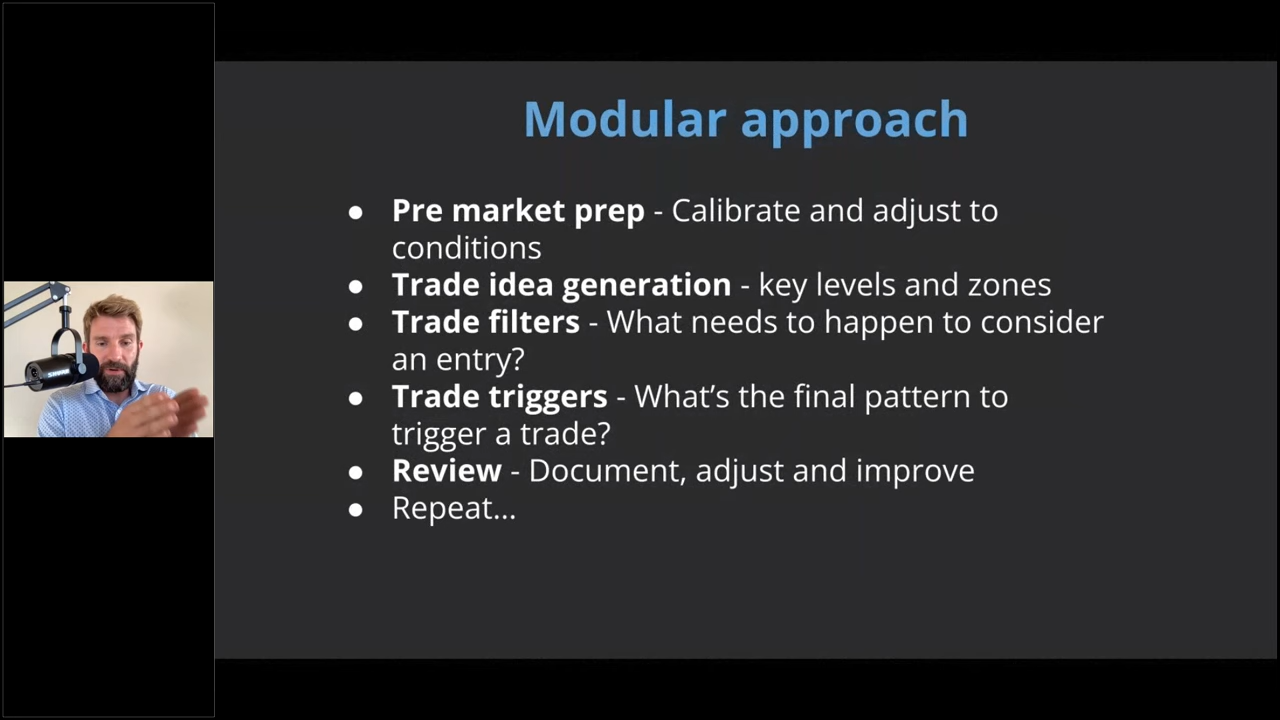 Modular approach
● Pre market prep - Calibrate and adjust to
conditions
● Trade idea generation - key levels and zones
● Trade filters - What needs to happen to consider
an entry?
● Trade triggers - What’s the final pattern to
trigger a trade?
● Review - Document, adjust and improve
● Repeat...
SHURE